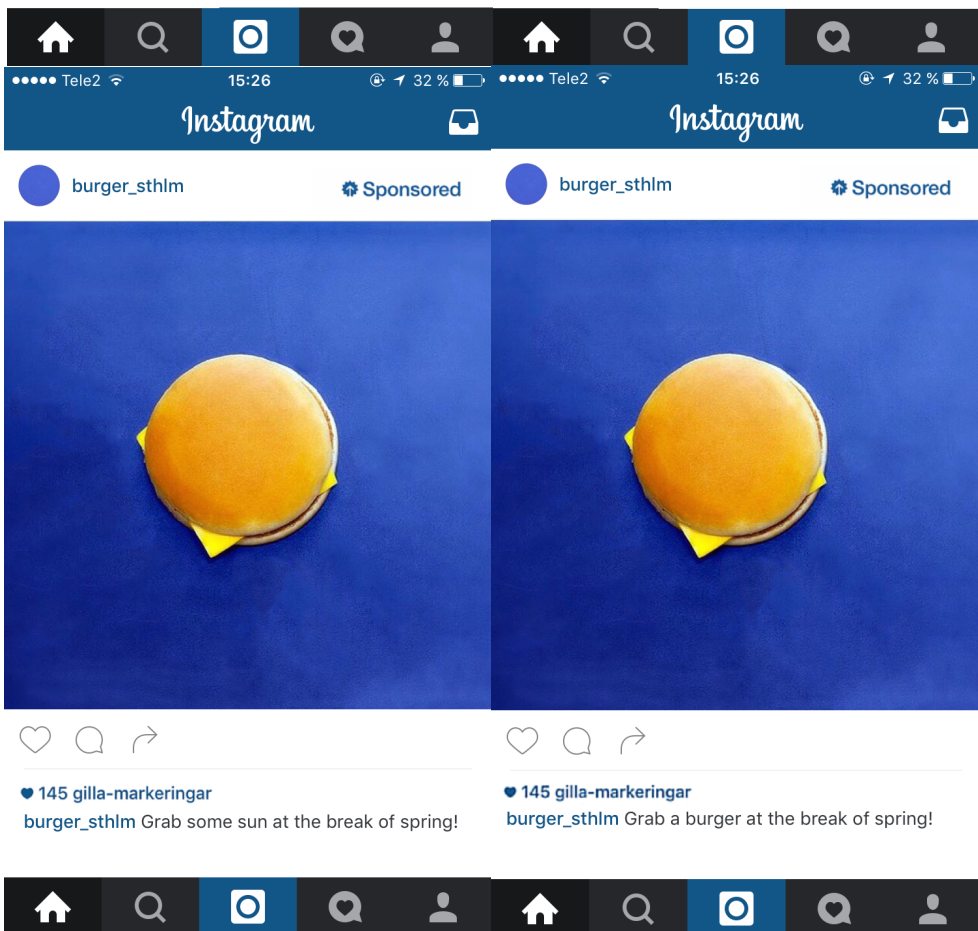 Tele2 15:26 32 %
Instagram
burger_sthlm Sponsored
145 gilla-markeringar
burger_sthlm Grab some sun at the break of spring!
Tele2 15:26 32 %
Instagram
burger_sthlm Sponsored
145 gilla-markeringar
burger_sthlm Grab a burger at the break of spring!